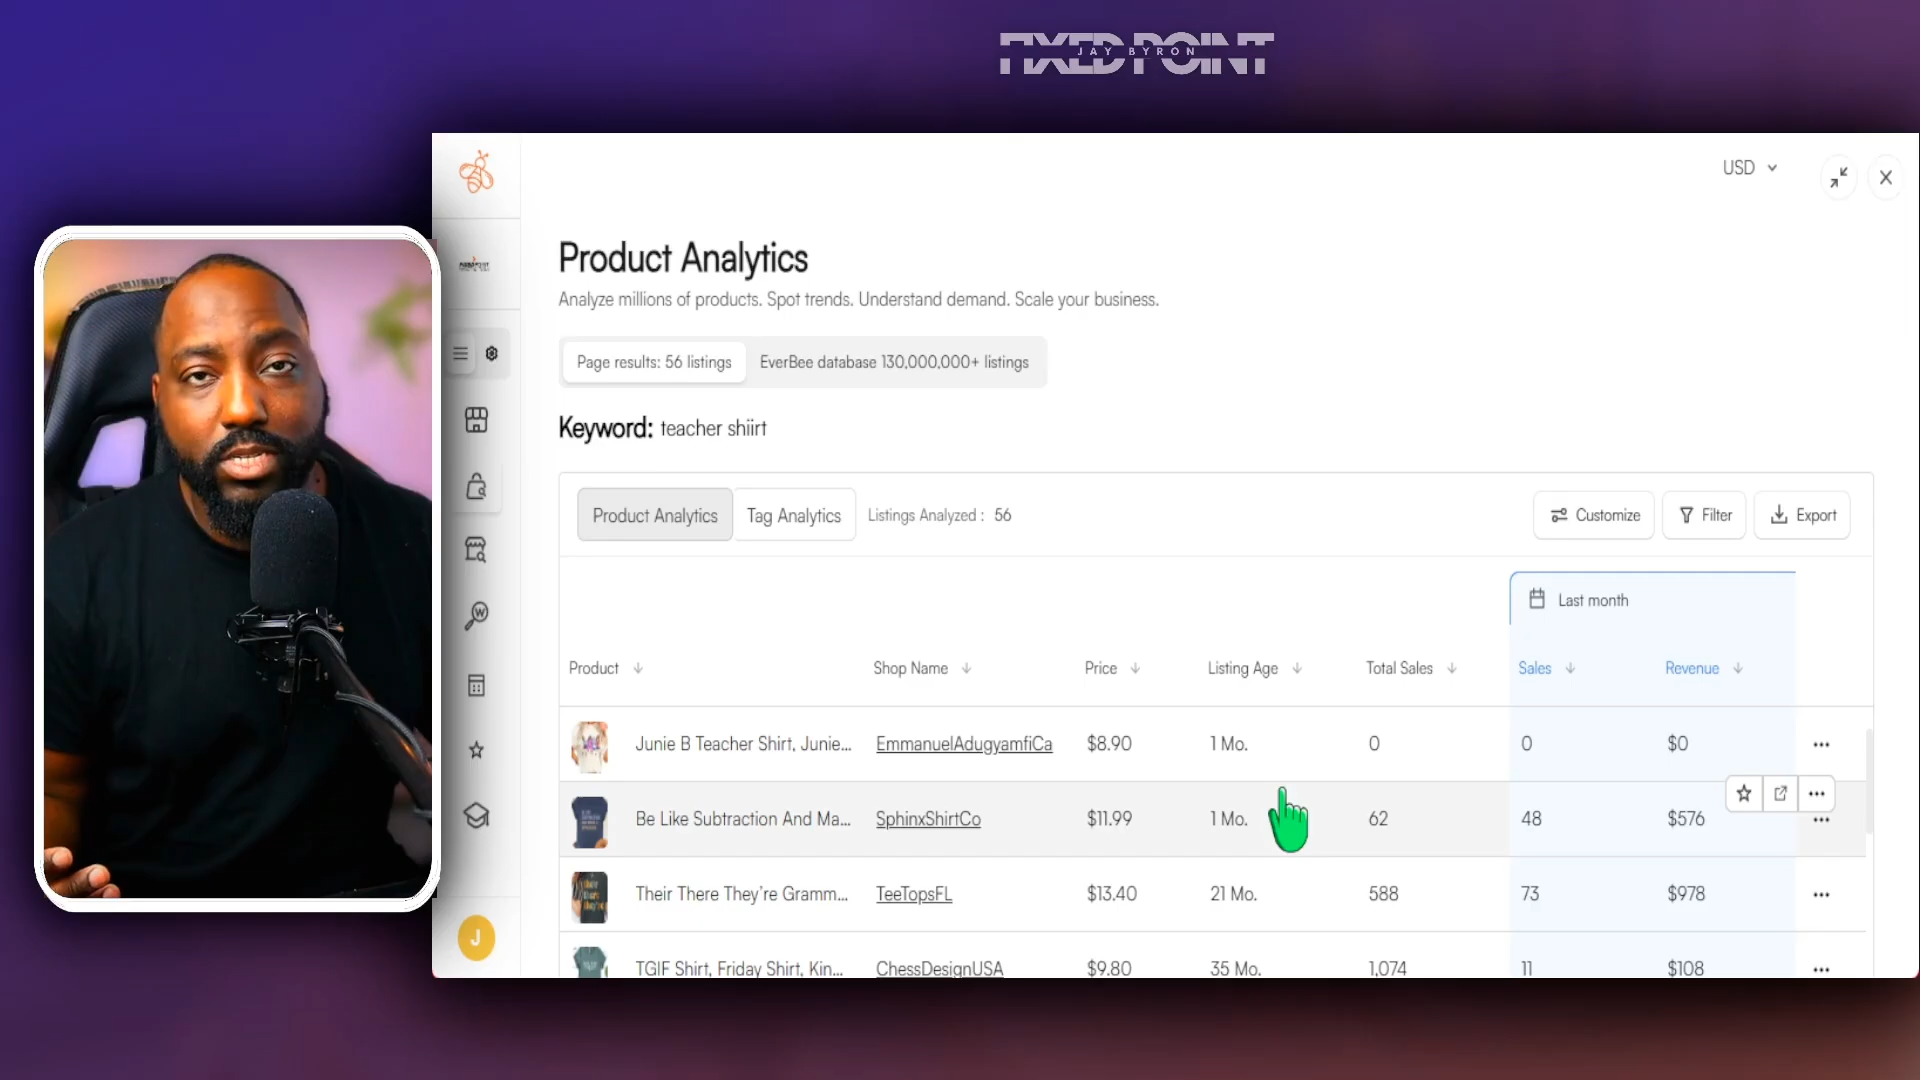 FIXED POINT
JAY BYRON
USD
Product Analytics
Analyze millions of products. Spot trends. Understand demand. Scale your business.
Page results: 56 listings
EverBee database 130,000,000+ listings
Keyword: teacher shiirt
Product Analytics
Tag Analytics
Listings Analyzed : 56
Customize
Filter
Export
Last month
Product
Shop Name
Price
Listing Age
Total Sales
Sales
Revenue
Junie B Teacher Shirt, Junie... EmmanuelAdugyamfiCa $8.90 1 Mo. 0 0 $0
Be Like Subtraction And Ma... SphinxShirtCo $11.99 1 Mo. 62 48 $576
Their There They're Gramm... TeeTopsFL $13.40 21 Mo. 588 73 $978
TGIF Shirt, Friday Shirt, Kin... ChessDesignUSA $9.80 35 Mo. 1,074 11 $108
J